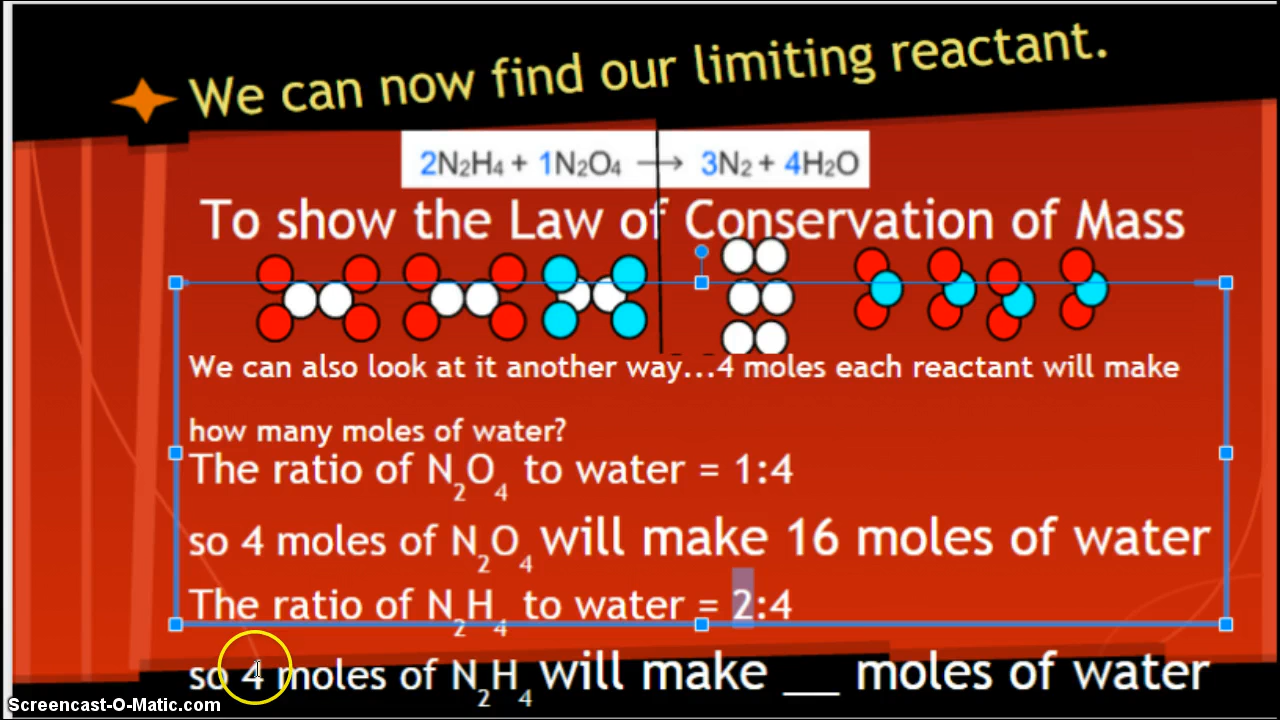 We can now find our limiting reactant.
2N2H4 + 1N2O4 → 3N2 + 4H2O
To show the Law of Conservation of Mass
We can also look at it another way...4 moles each reactant will make
how many moles of water?
The ratio of N2O4 to water = 1:4
so 4 moles of N2O4 will make 16 moles of water
The ratio of N2H4 to water = 2:4
so 4 moles of N2H4 will make __ moles of water
Screencast-O-Matic.com